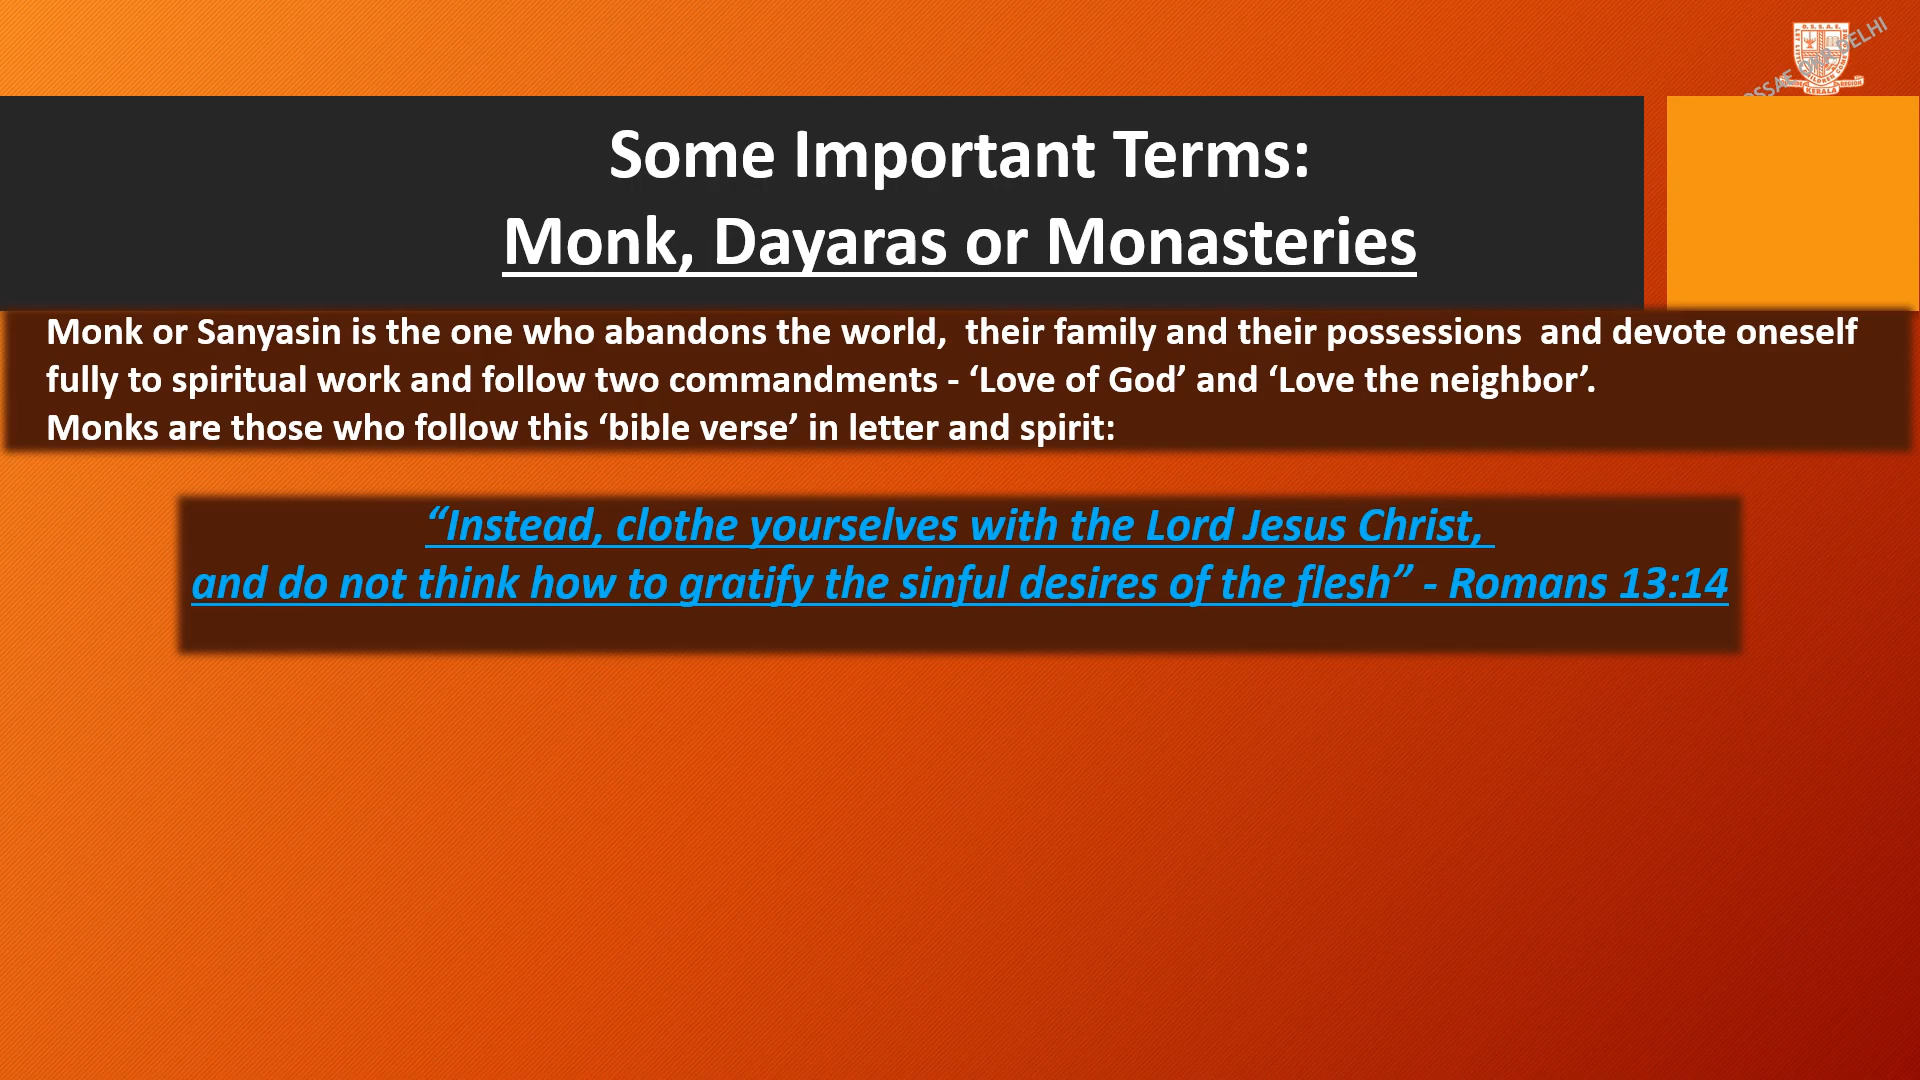 O. S. S. A. E.
OSSAE DELHI
KERALA REGION
Some Important Terms:
Monk, Dayaras or Monasteries
Monk or Sanyasin is the one who abandons the world,  their family and their possessions  and devote oneself
fully to spiritual work and follow two commandments - ‘Love of God’ and ‘Love the neighbor’.
Monks are those who follow this ‘bible verse’ in letter and spirit:
“Instead, clothe yourselves with the Lord Jesus Christ,
and do not think how to gratify the sinful desires of the flesh” - Romans 13:14